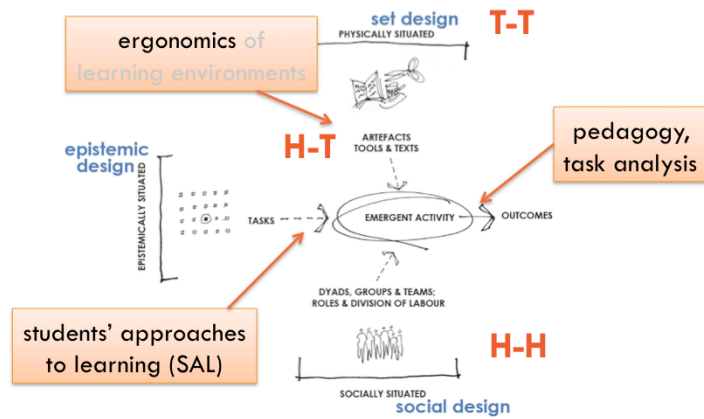 set design
T-T
PHYSICALLY SITUATED
ergonomics of
learning environments
ARTEFACTS
TOOLS & TEXTS
H-T
pedagogy,
task analysis
epistemic
design
EPISTEMICALLY SITUATED
TASKS
EMERGENT ACTIVITY
OUTCOMES
DYADS, GROUPS & TEAMS;
ROLES & DIVISION OF LABOUR
students' approaches
to learning (SAL)
H-H
SOCIALLY SITUATED
social design